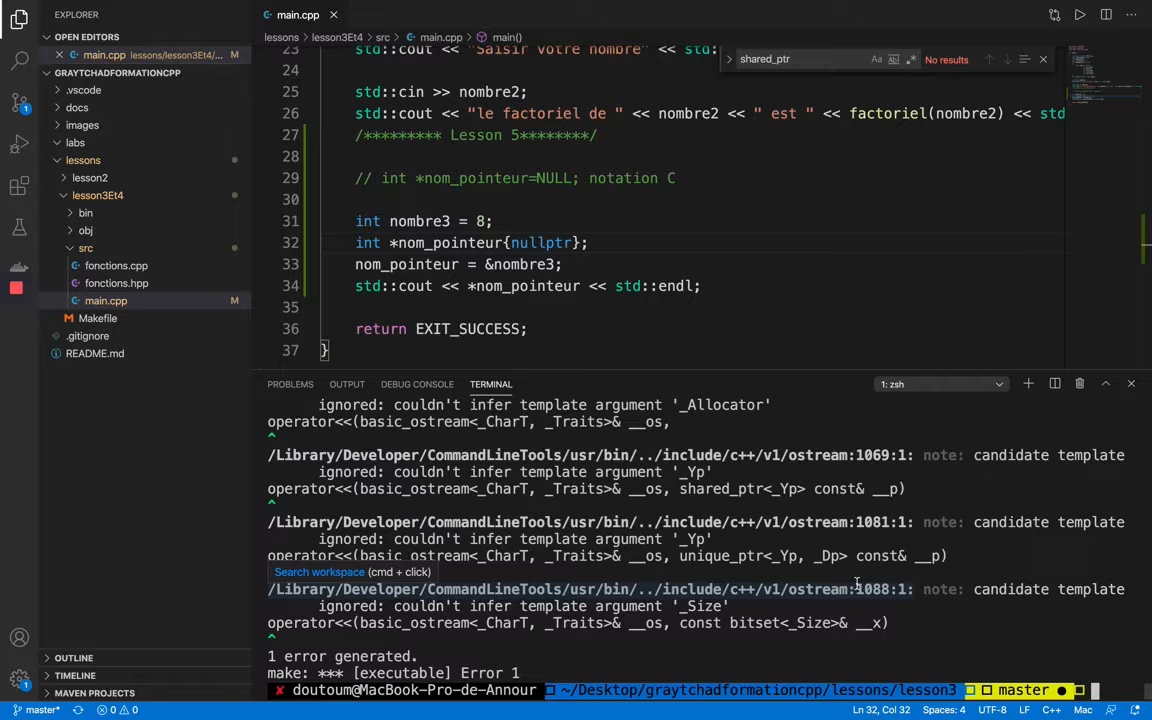 EXPLORER
OPEN EDITORS
main.cpp lessons/lesson3Et4/... M
GRAYTCHADFORMATIONCPP
.vscode
docs
images
labs
lessons
lesson2
lesson3Et4
bin
obj
src
fonctions.cpp
fonctions.hpp
main.cpp M
Makefile
.gitignore
README.md
OUTLINE
TIMELINE
MAVEN PROJECTS
main.cpp
lessons > lesson3Et4 > src > main.cpp > main()
shared_ptr No results
23 std::cout << "Saisir votre nombre" << std:
24
25 std::cin >> nombre2;
26 std::cout << "le factoriel de " << nombre2 << " est " << factoriel(nombre2) << std
27 /********* Lesson 5********/
28
29 // int *nom_pointeur=NULL; notation C
30
31 int nombre3 = 8;
32 int *nom_pointeur{nullptr};
33 nom_pointeur = &nombre3;
34 std::cout << *nom_pointeur << std::endl;
35
36 return EXIT_SUCCESS;
37 }
PROBLEMS OUTPUT DEBUG CONSOLE TERMINAL 1: zsh
ignored: couldn't infer template argument '_Allocator'
operator<<(basic_ostream<_CharT, _Traits>& __os,
^
/Library/Developer/CommandLineTools/usr/bin/../include/c++/v1/ostream:1069:1: note: candidate template
ignored: couldn't infer template argument '_Yp'
operator<<(basic_ostream<_CharT, _Traits>& __os, shared_ptr<_Yp> const& __p)
^
/Library/Developer/CommandLineTools/usr/bin/../include/c++/v1/ostream:1081:1: note: candidate template
ignored: couldn't infer template argument '_Yp'
operator<<(basic_ostream<_CharT, _Traits>& __os, unique_ptr<_Yp, _Dp> const& __p)
Search workspace (cmd + click)
/Library/Developer/CommandLineTools/usr/bin/../include/c++/v1/ostream:1088:1: note: candidate template
ignored: couldn't infer template argument '_Size'
operator<<(basic_ostream<_CharT, _Traits>& __os, const bitset<_Size>& __x)
^
1 error generated.
make: *** [executable] Error 1
✘ doutoum@MacBook-Pro-de-Annour ~/Desktop/graytchadformationcpp/lessons/lesson3 master ●
master* 0 0 Ln 32, Col 32 Spaces: 4 UTF-8 LF C++ Mac